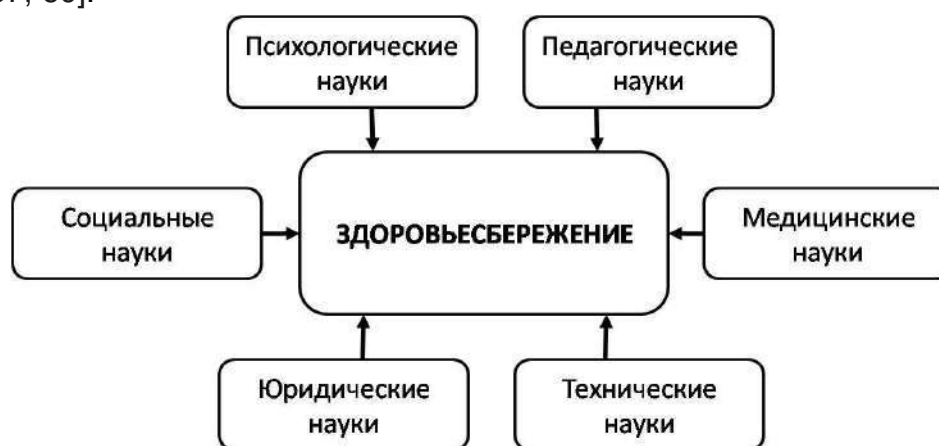 Психологические
науки
Педагогические
науки
Социальные
науки
ЗДОРОВЬЕСБЕРЕЖЕНИЕ
Медицинские
науки
Юридические
науки
Технические
науки